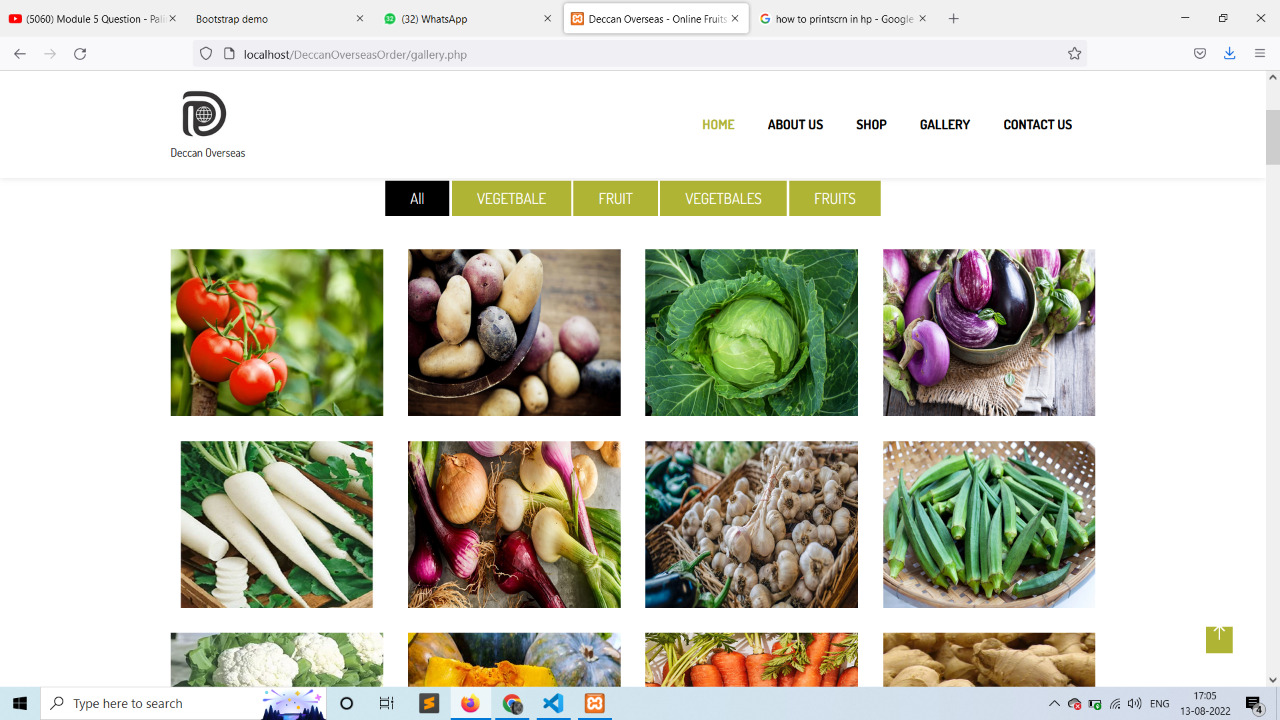 (5060) Module 5 Question - Pali
Bootstrap demo
(32) WhatsApp
Deccan Overseas - Online Fruits
how to printscrn in hp - Google
localhost/DeccanOverseasOrder/gallery.php
Deccan Overseas
HOME
ABOUT US
SHOP
GALLERY
CONTACT US
All
VEGETBALE
FRUIT
VEGETBALES
FRUITS
Type here to search
ENG
17:05
13-08-2022
4